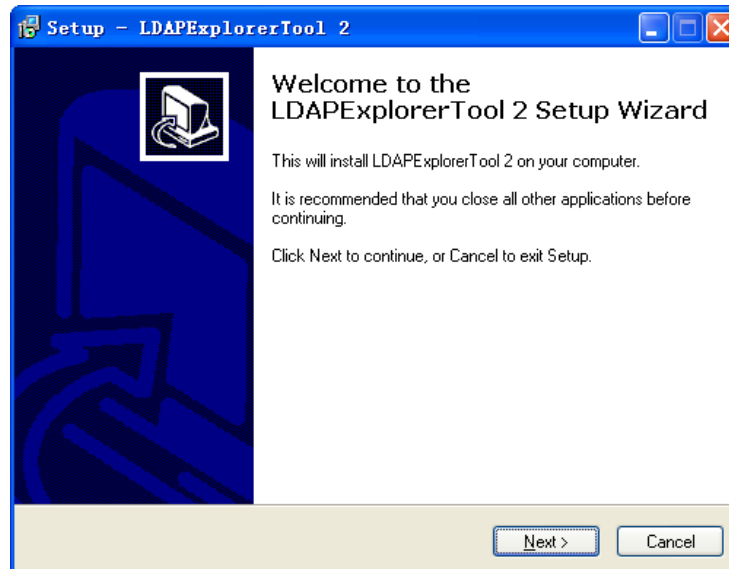 Setup - LDAPExplorerTool 2
Welcome to the
LDAPExplorerTool 2 Setup Wizard
This will install LDAPExplorerTool 2 on your computer.
It is recommended that you close all other applications before
continuing.
Click Next to continue, or Cancel to exit Setup.
Next >
Cancel